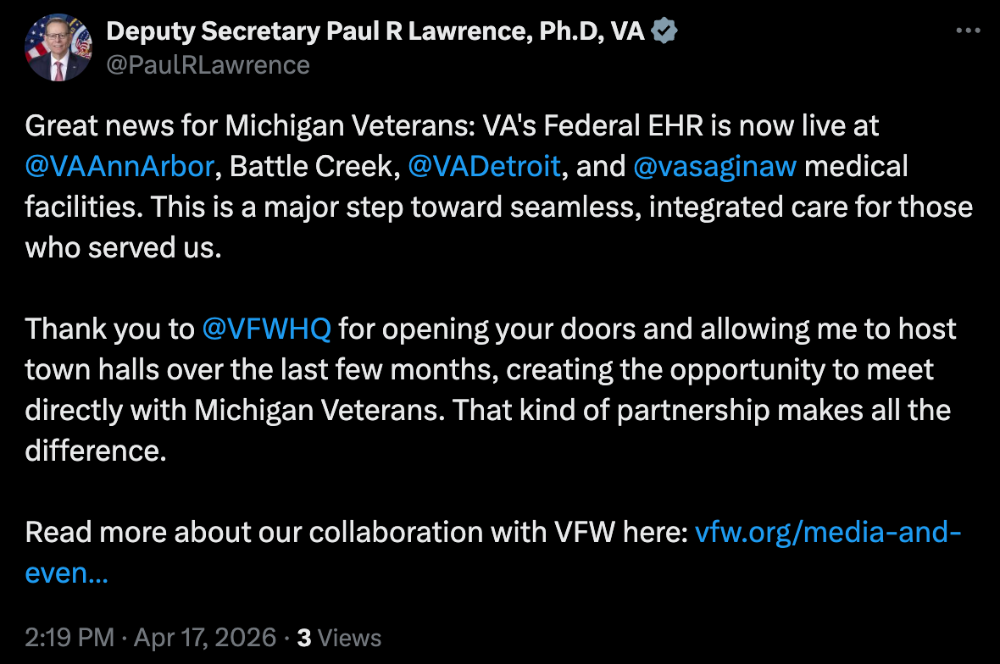 Deputy Secretary Paul R Lawrence, Ph.D, VA
@PaulRLawrence
Great news for Michigan Veterans: VA's Federal EHR is now live at
@VAAnnArbor, Battle Creek, @VADetroit, and @vasaginaw medical
facilities. This is a major step toward seamless, integrated care for those
who served us.
Thank you to @VFWHQ for opening your doors and allowing me to host
town halls over the last few months, creating the opportunity to meet
directly with Michigan Veterans. That kind of partnership makes all the
difference.
Read more about our collaboration with VFW here: vfw.org/media-and-
even…
2:19 PM · Apr 17, 2026 · 3 Views